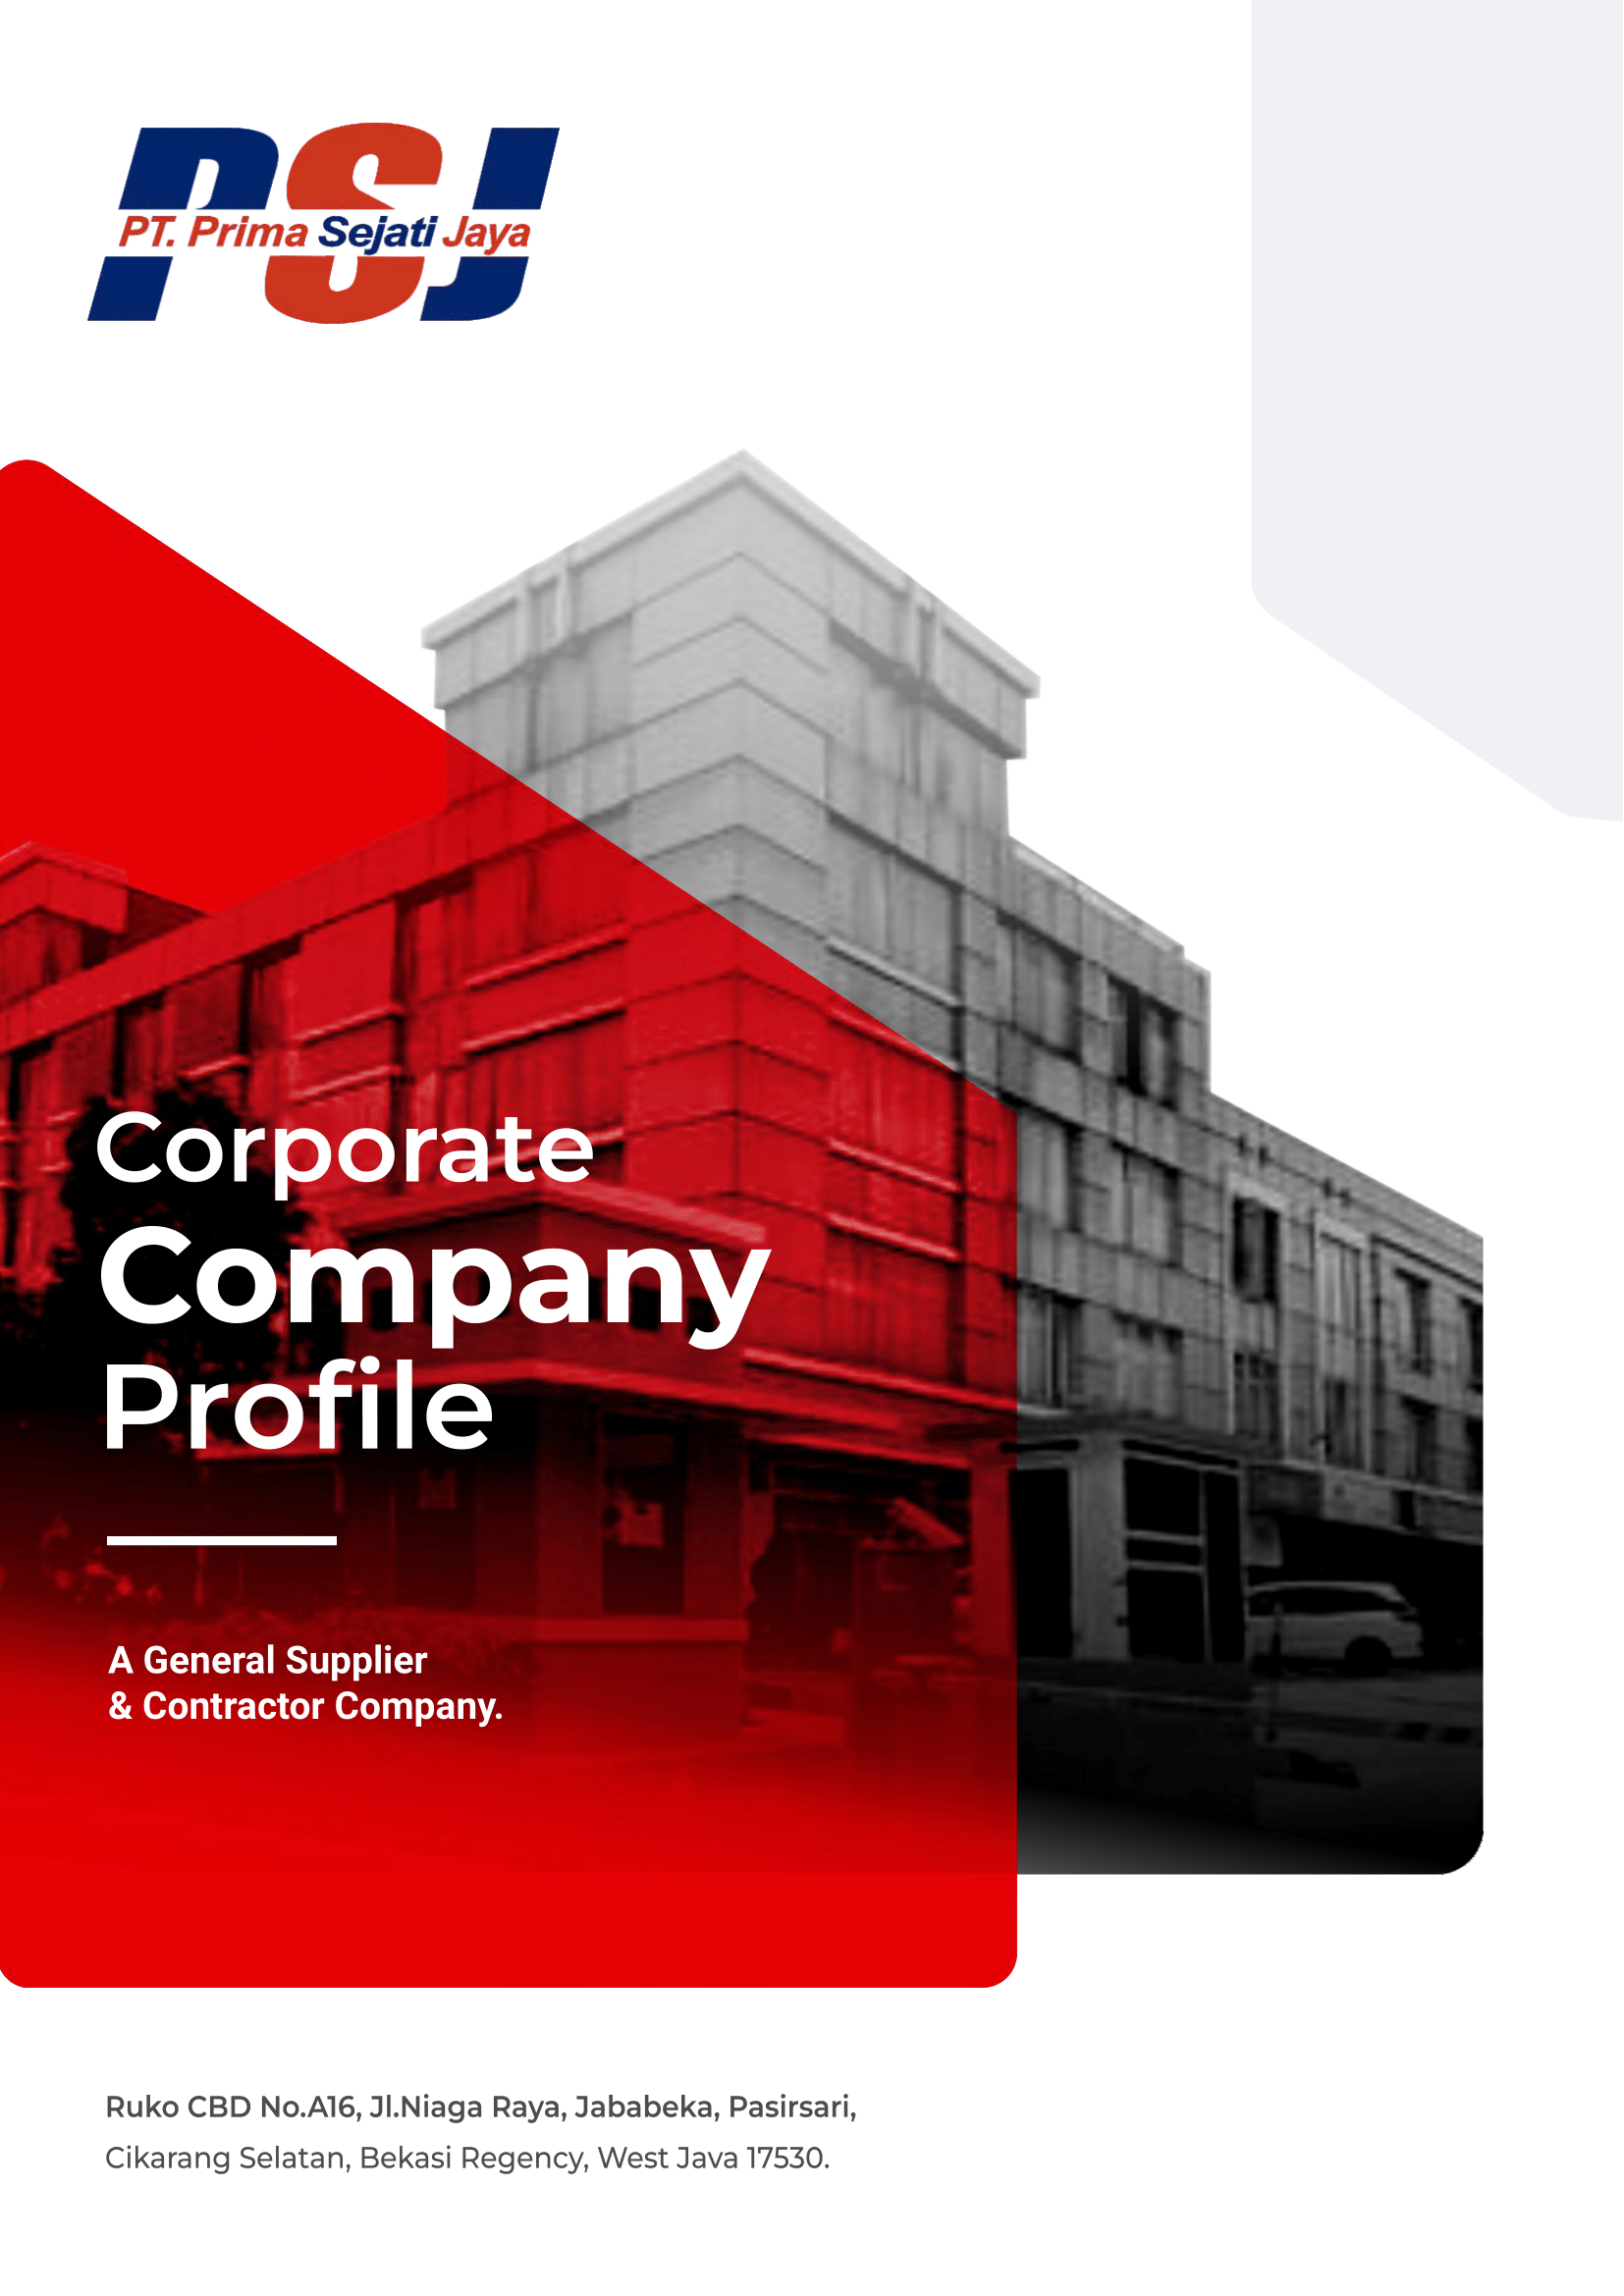 PSJ
PT. Prima Sejati Jaya
Corporate
Company
Profile
A General Supplier
& Contractor Company.
Ruko CBD No.A16, Jl.Niaga Raya, Jababeka, Pasirsari,
Cikarang Selatan, Bekasi Regency, West Java 17530.